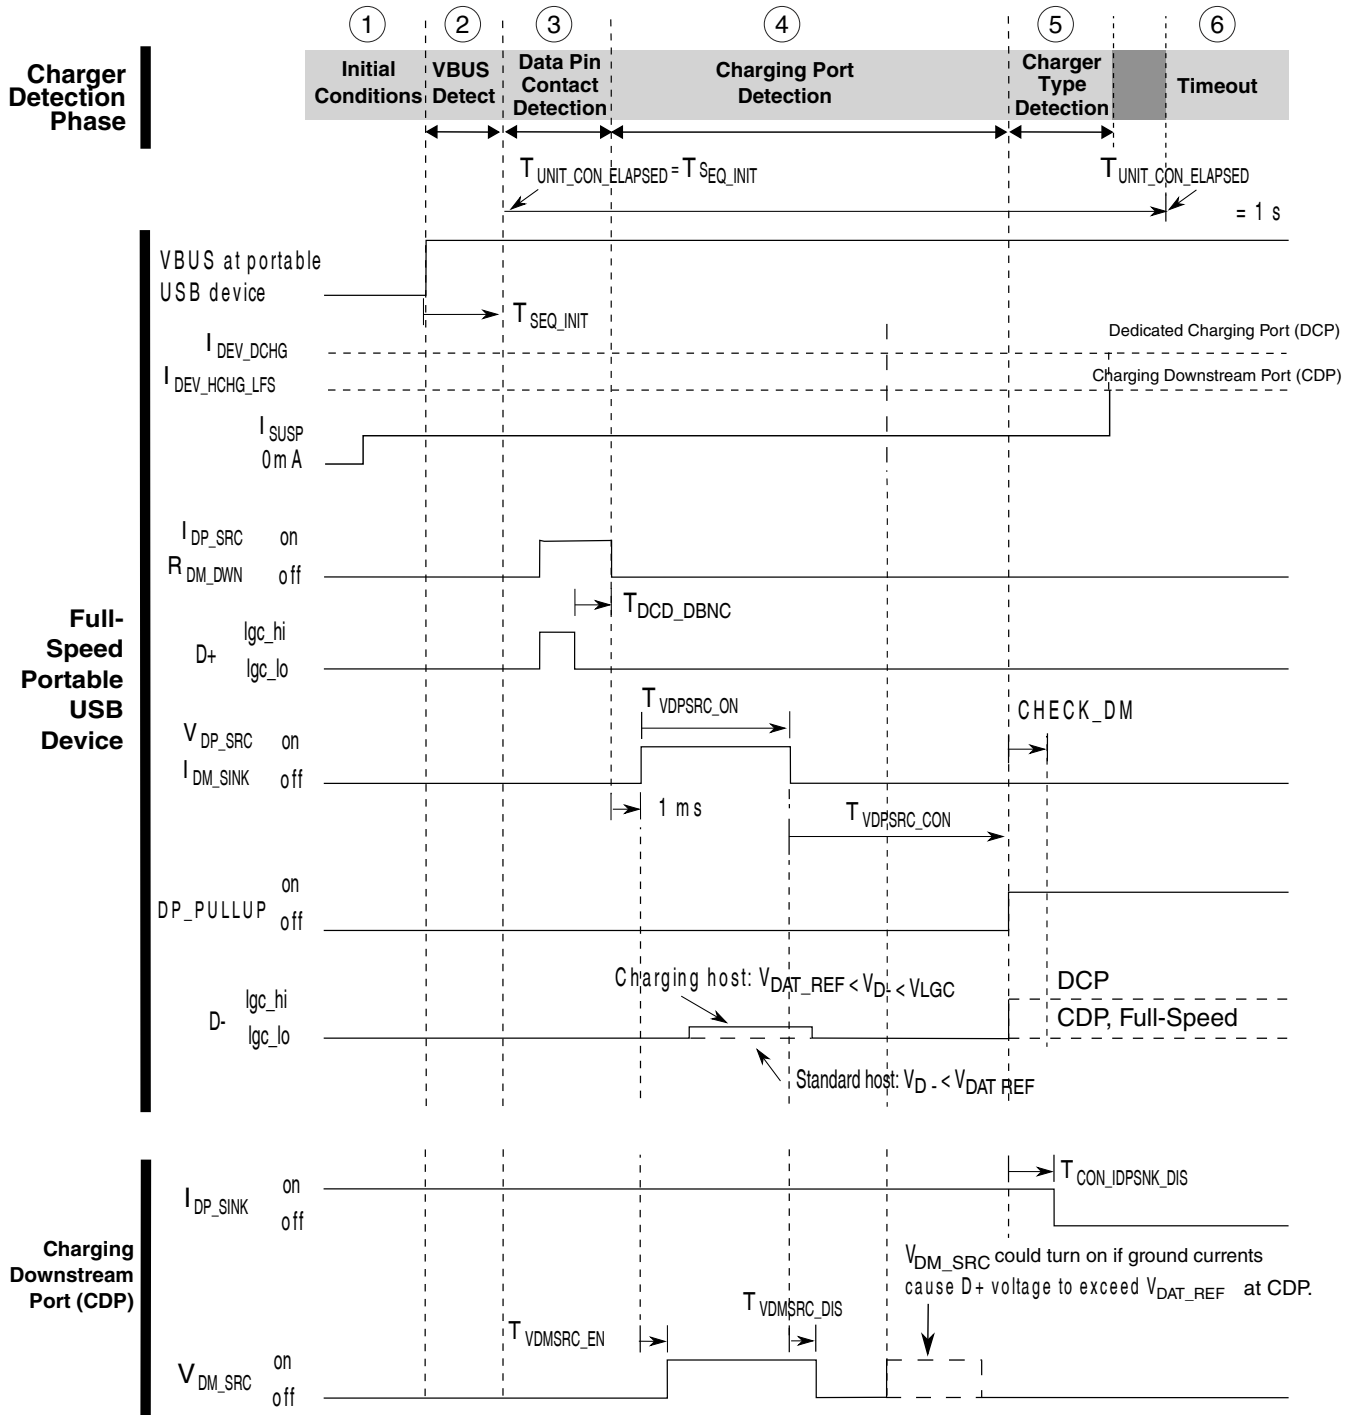 1 2 3 4 5 6
Charger
Detection
Phase
Initial
Conditions
VBUS
Detect
Data Pin
Contact
Detection
Charging Port
Detection
Charger
Type
Detection
Timeout
T UNIT_CON_ELAPSED = T SEQ_INIT
T UNIT_CON_ELAPSED
= 1 s
VBUS at portable
USB device
T SEQ_INIT
I DEV_DCHG
Dedicated Charging Port (DCP)
I DEV_HCHG_LFS
Charging Downstream Port (CDP)
I SUSP
0mA
I DP_SRC on
R DM_DWN off
T DCD_DBNC
Full-
Speed
Portable
USB
Device
D+ lgc_hi
lgc_lo
T VDPSRC_ON
CHECK_DM
V DP_SRC on
I DM_SINK off
1 ms
T VDPSRC_CON
DP_PULLUP on
off
Charging host: V DAT_REF < V D- < VLGC
DCP
D- lgc_hi
lgc_lo
CDP, Full-Speed
Standard host: V D - < V DAT REF
I DP_SINK on
off
T CON_IDPSNK_DIS
Charging
Downstream
Port (CDP)
V DM_SRC could turn on if ground currents
cause D+ voltage to exceed V DAT_REF at CDP.
T VDMSRC_EN
T VDMSRC_DIS
V DM_SRC on
off